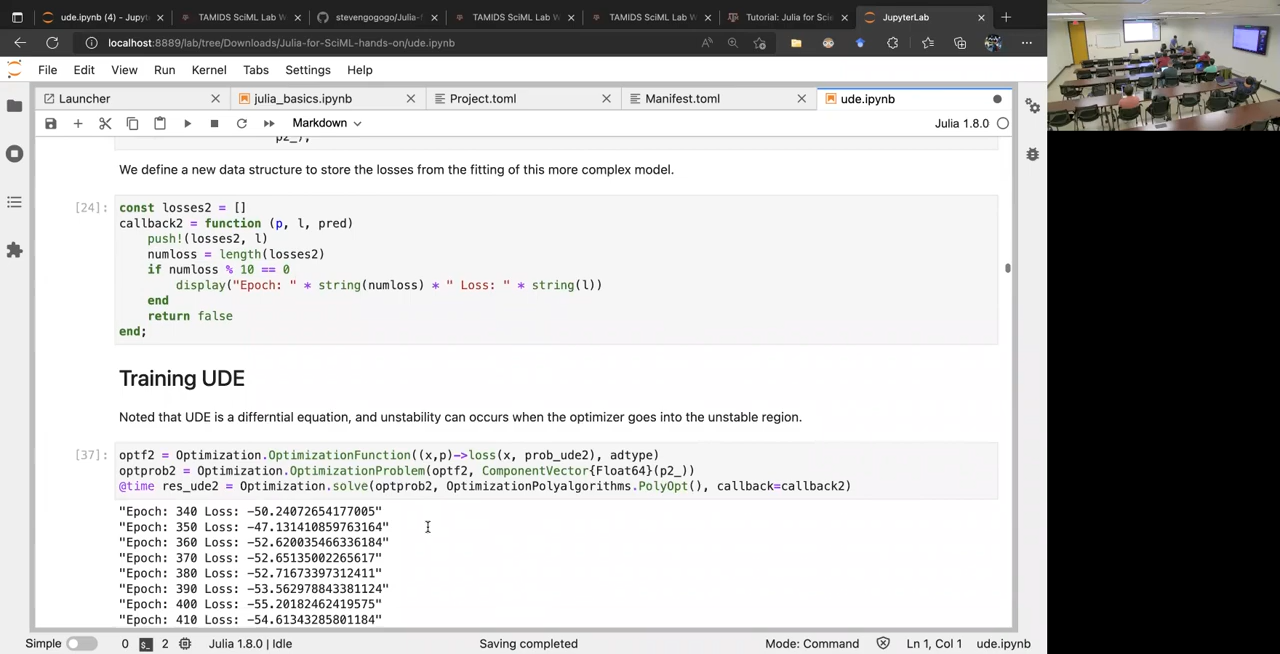 ude.ipynb (4) - Jupyt
TAMIDS SciML Lab W
stevengogogo/Julia-f
TAMIDS SciML Lab W
TAMIDS SciML Lab W
Tutorial: Julia for Scie
JupyterLab
localhost:8889/lab/tree/Downloads/Julia-for-SciML-hands-on/ude.ipynb
File Edit View Run Kernel Tabs Settings Help
Launcher
julia_basics.ipynb
Project.toml
Manifest.toml
ude.ipynb
Markdown
Julia 1.8.0
p2_);
We define a new data structure to store the losses from the fitting of this more complex model.
[24]:
const losses2 = []
callback2 = function (p, l, pred)
push!(losses2, l)
numloss = length(losses2)
if numloss % 10 == 0
display("Epoch: " * string(numloss) * " Loss: " * string(l))
end
return false
end;
Training UDE
Noted that UDE is a differntial equation, and unstability can occurs when the optimizer goes into the unstable region.
[37]:
optf2 = Optimization.OptimizationFunction((x,p)->loss(x, prob_ude2), adtype)
optprob2 = Optimization.OptimizationProblem(optf2, ComponentVector{Float64}(p2_))
@time res_ude2 = Optimization.solve(optprob2, OptimizationPolyalgorithms.PolyOpt(), callback=callback2)
"Epoch: 340 Loss: -50.24072654177005"
"Epoch: 350 Loss: -47.131410859763164"
"Epoch: 360 Loss: -52.620035466336184"
"Epoch: 370 Loss: -52.65135002265617"
"Epoch: 380 Loss: -52.71673397312411"
"Epoch: 390 Loss: -53.562978843381124"
"Epoch: 400 Loss: -55.20182462419575"
"Epoch: 410 Loss: -54.61343285801184"
Simple 0 2 Julia 1.8.0 | Idle Saving completed Mode: Command Ln 1, Col 1 ude.ipynb